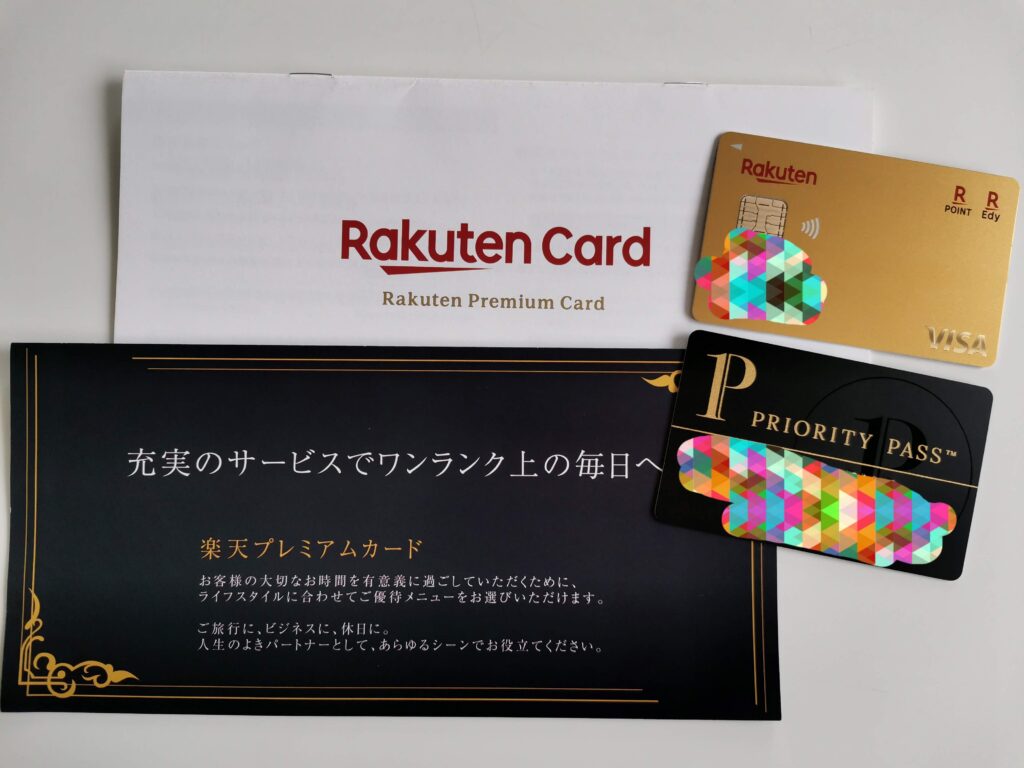 Rakuten Card
Rakuten Premium Card
Rakuten
R
POINT
R
Edy
VISA
P
PRIORITY PASS™
充実のサービスでワンランク上の毎日へ
楽天プレミアムカード
お客様の大切なお時間を有意義に過ごしていただくために、
ライフスタイルに合わせてご優待メニューをお選びいただけます。
ご旅行に、ビジネスに、休日に。
人生のよきパートナーとして、あらゆるシーンでお役立てください。